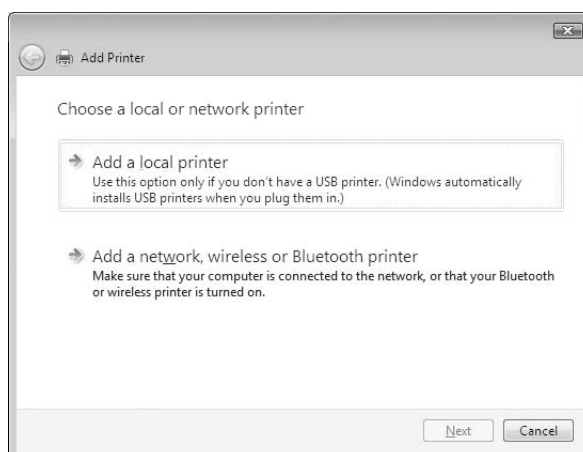 Add Printer
Choose a local or network printer
Add a local printer
Use this option only if you don't have a USB printer. (Windows automatically
installs USB printers when you plug them in.)
Add a network, wireless or Bluetooth printer
Make sure that your computer is connected to the network, or that your Bluetooth
or wireless printer is turned on.
Next
Cancel